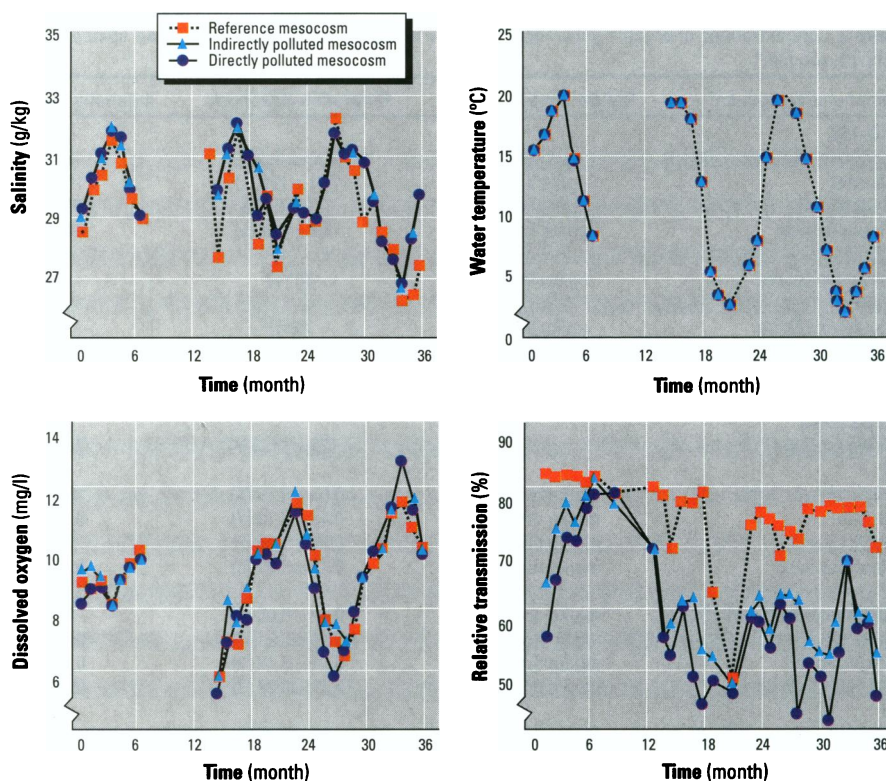 Reference mesocosm
Indirectly polluted mesocosm
Directly polluted mesocosm
Salinity (g/kg)
35
33
31
29
27
0 6 12 18 24 30 36
Time (month)
Water temperature (°C)
25
20
15
10
5
0
0 6 12 18 24 30 36
Time (month)
Dissolved oxygen (mg/l)
14
12
10
8
6
0 6 12 18 24 30 36
Time (month)
Relative transmission (%)
90
80
70
60
50
0 6 12 18 24 30 36
Time (month)